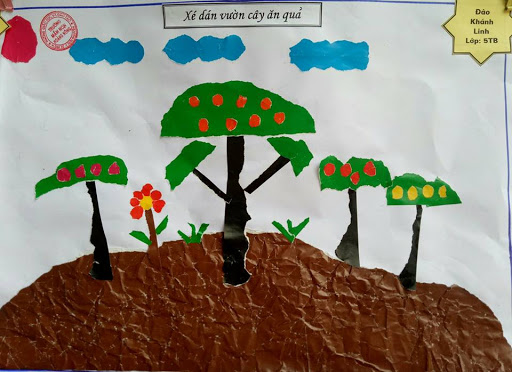 Xé dán vườn cây ăn quả
Đào
Khánh
Linh
Lớp: 5TB